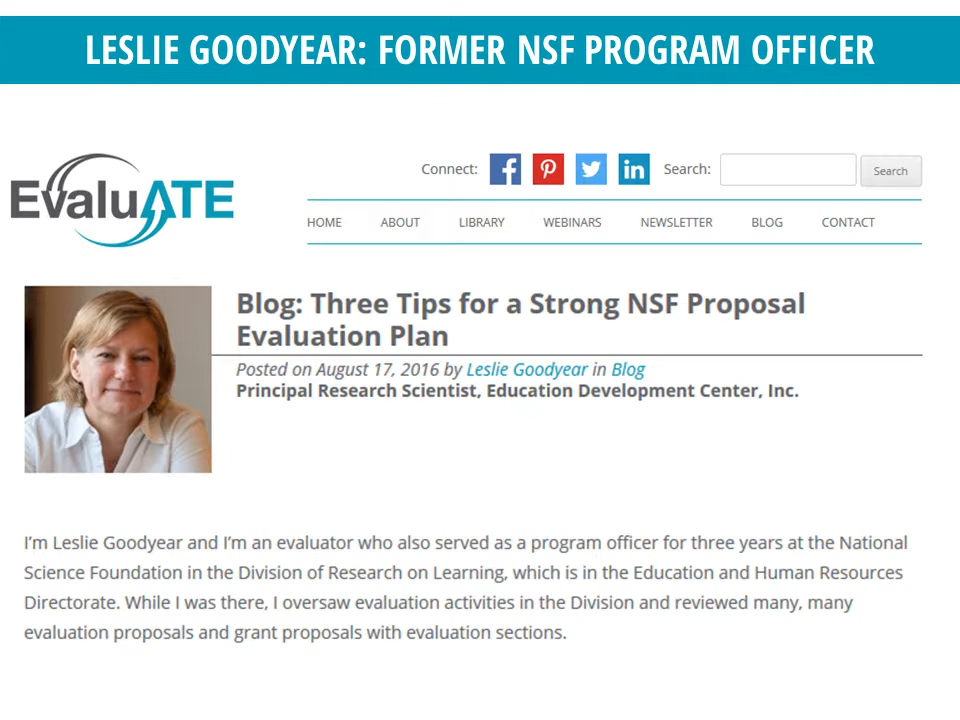 LESLIE GOODYEAR: FORMER NSF PROGRAM OFFICER
EvaluATE
Connect: Search: Search
HOME ABOUT LIBRARY WEBINARS NEWSLETTER BLOG CONTACT
Blog: Three Tips for a Strong NSF Proposal
Evaluation Plan
Posted on August 17, 2016 by Leslie Goodyear in Blog
Principal Research Scientist, Education Development Center, Inc.
I'm Leslie Goodyear and I'm an evaluator who also served as a program officer for three years at the National
Science Foundation in the Division of Research on Learning, which is in the Education and Human Resources
Directorate. While I was there, I oversaw evaluation activities in the Division and reviewed many, many
evaluation proposals and grant proposals with evaluation sections.